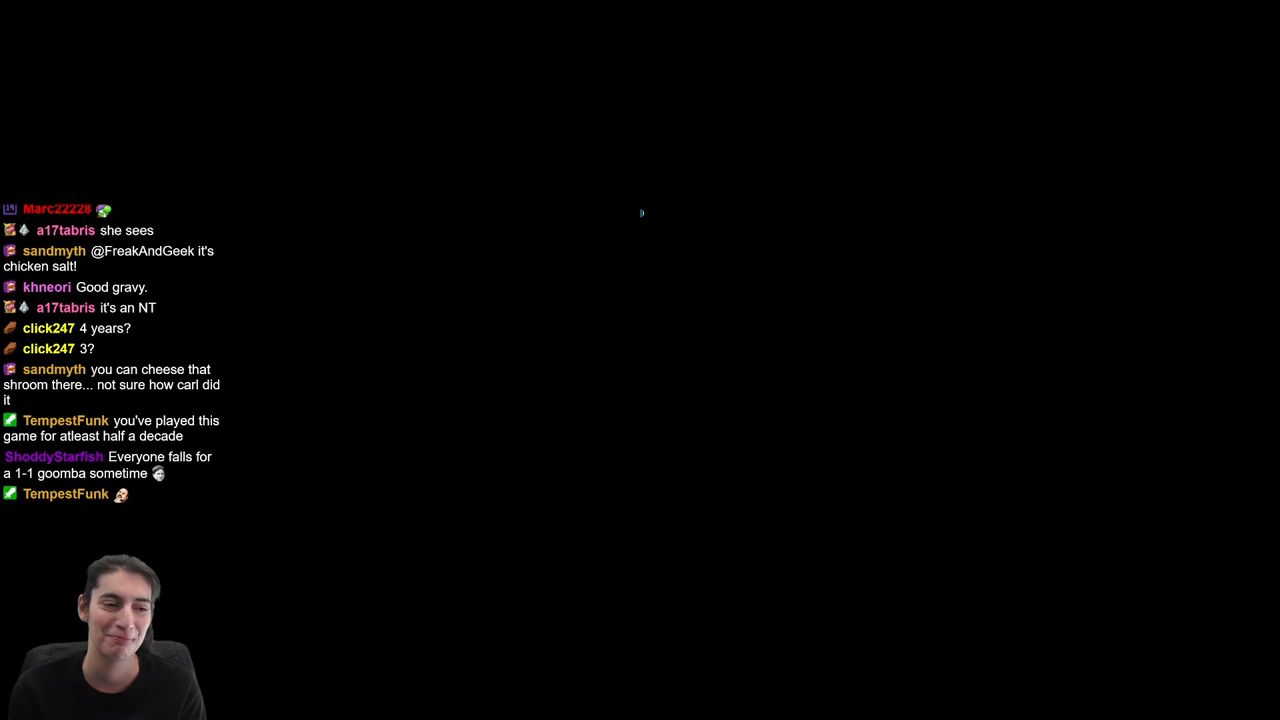 Marc22228
a17tabris she sees
sandmyth @FreakAndGeek it's
chicken salt!
khneori Good gravy.
a17tabris it's an NT
click247 4 years?
click247 3?
sandmyth you can cheese that
shroom there... not sure how carl did
it
TempestFunk you've played this
game for atleast half a decade
ShoddyStarfish Everyone falls for
a 1-1 goomba sometime
TempestFunk